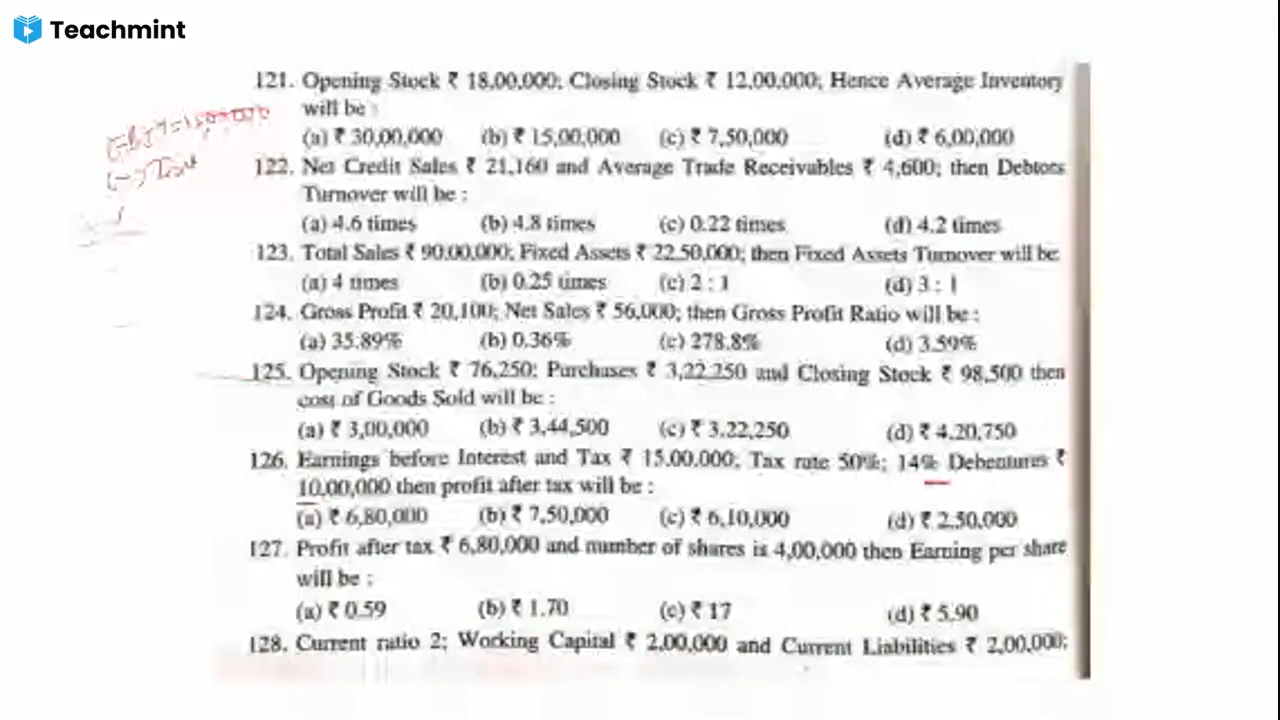 Teachmint
121. Opening Stock ₹ 18,00,000; Closing Stock ₹ 12,00,000; Hence Average Inventory
will be :
(a) ₹ 30,00,000 (b) ₹ 15,00,000 (c) ₹ 7,50,000 (d) ₹ 6,00,000
122. Net Credit Sales ₹ 21,160 and Average Trade Receivables ₹ 4,600; then Debtors
Turnover will be :
(a) 4.6 times (b) 4.8 times (c) 0.22 times (d) 4.2 times
123. Total Sales ₹ 90,00,000; Fixed Assets ₹ 22,50,000; then Fixed Assets Turnover will be
(a) 4 times (b) 0.25 times (c) 2 : 1 (d) 3 : 1
124. Gross Profit ₹ 20,100; Net Sales ₹ 56,000; then Gross Profit Ratio will be :
(a) 35.89% (b) 0.36% (c) 278.8% (d) 3.59%
125. Opening Stock ₹ 76,250; Purchases ₹ 3,22,250 and Closing Stock ₹ 98,500 then
cost of Goods Sold will be :
(a) ₹ 3,00,000 (b) ₹ 3,44,500 (c) ₹ 3,22,250 (d) ₹ 4,20,750
126. Earnings before Interest and Tax ₹ 15,00,000; Tax rate 50%; 14% Debentures ₹
10,00,000 then profit after tax will be :
(a) ₹ 6,80,000 (b) ₹ 7,50,000 (c) ₹ 6,10,000 (d) ₹ 2,50,000
127. Profit after tax ₹ 6,80,000 and number of shares is 4,00,000 then Earning per share
will be :
(a) ₹ 0.59 (b) ₹ 1.70 (c) ₹ 17 (d) ₹ 5.90
128. Current ratio 2; Working Capital ₹ 2,00,000 and Current Liabilities ₹ 2,00,000;